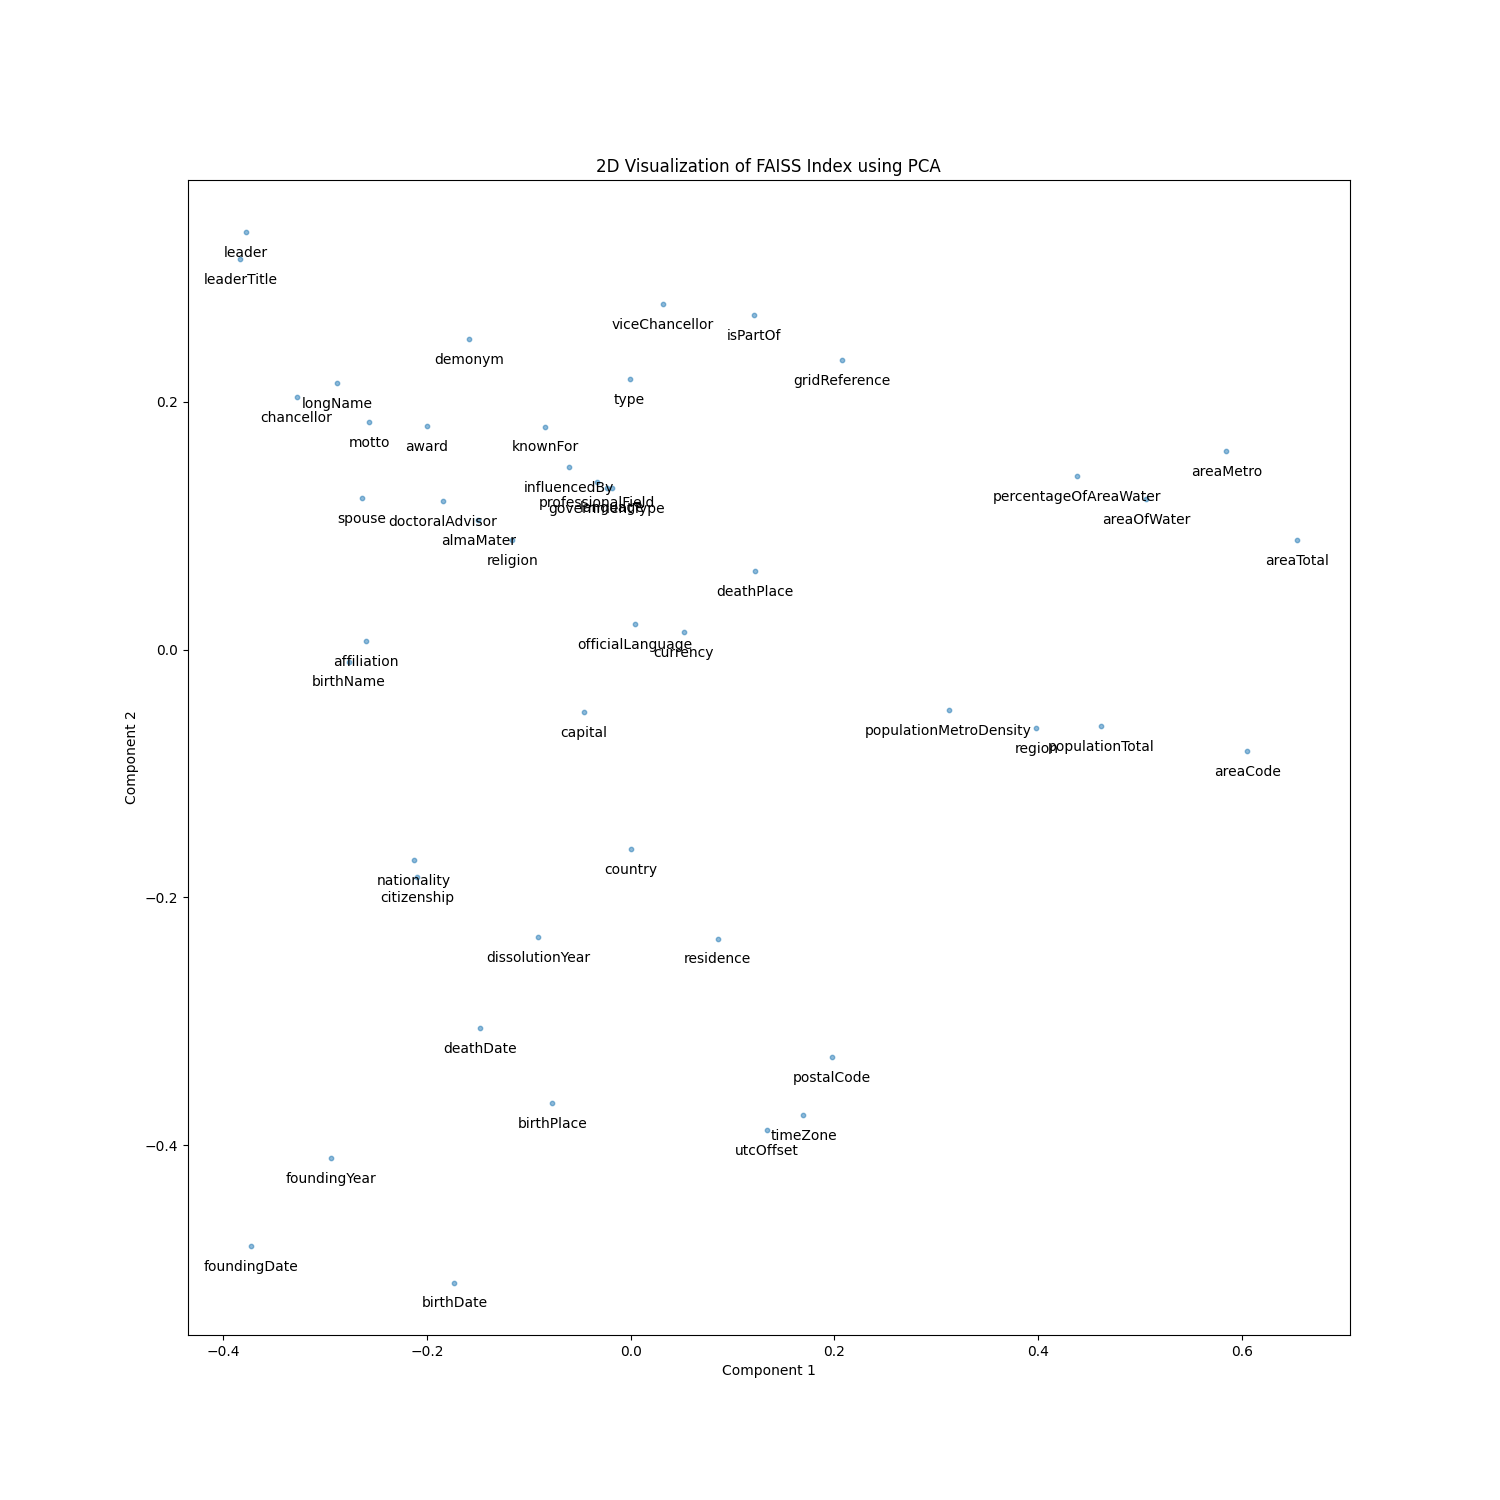 2D Visualization of FAISS Index using PCA
leader
leaderTitle
viceChancellor
isPartOf
demonym
gridReference
type
longName
chancellor
motto
award
knownFor
areaMetro
influencedBy
percentageOfAreaWater
professionalField
governmentType
spouse
doctoralAdvisor
areaOfWater
almaMater
religion
areaTotal
deathPlace
officialLanguage
currency
affiliation
birthName
capital
populationMetroDensity
region
populationTotal
areaCode
country
nationality
citizenship
dissolutionYear
residence
deathDate
postalCode
birthPlace
timeZone
utcOffset
foundingYear
foundingDate
birthDate
0.2
0.0
−0.2
−0.4
Component 2
−0.4
−0.2
0.0
0.2
0.4
0.6
Component 1